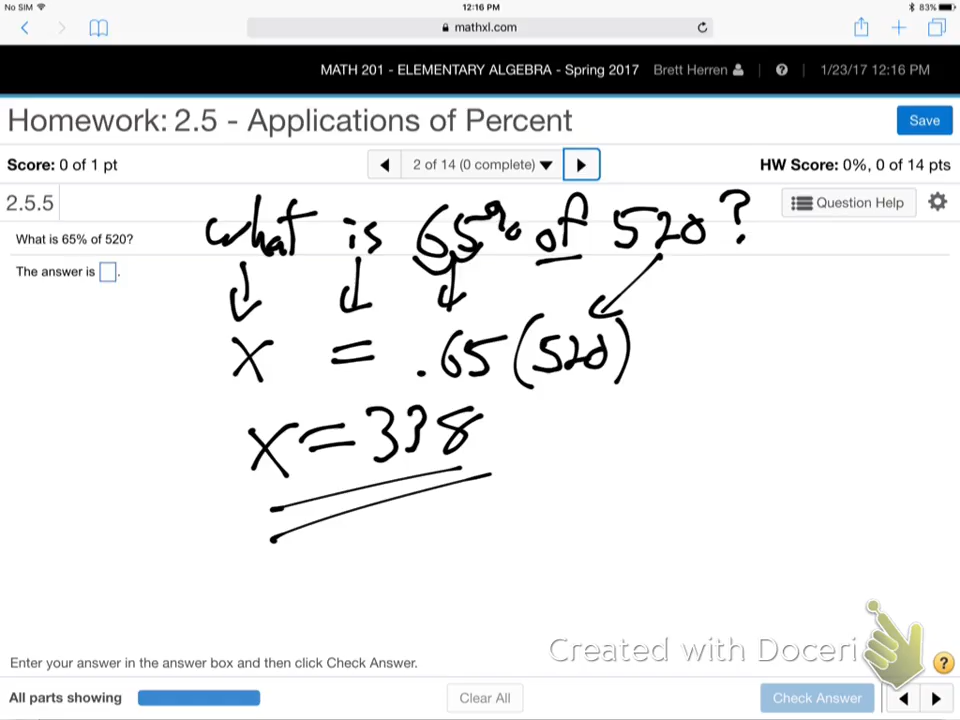 No SIM 12:16 PM 83%
mathxl.com
MATH 201 - ELEMENTARY ALGEBRA - Spring 2017 Brett Herren ? 1/23/17 12:16 PM
Homework: 2.5 - Applications of Percent Save
Score: 0 of 1 pt 2 of 14 (0 complete) HW Score: 0%, 0 of 14 pts
2.5.5 Question Help
what is 65% of 520?
What is 65% of 520?
The answer is .
x = .65(520)
x = 338
Created with Doceri
Enter your answer in the answer box and then click Check Answer. ?
All parts showing Clear All Check Answer